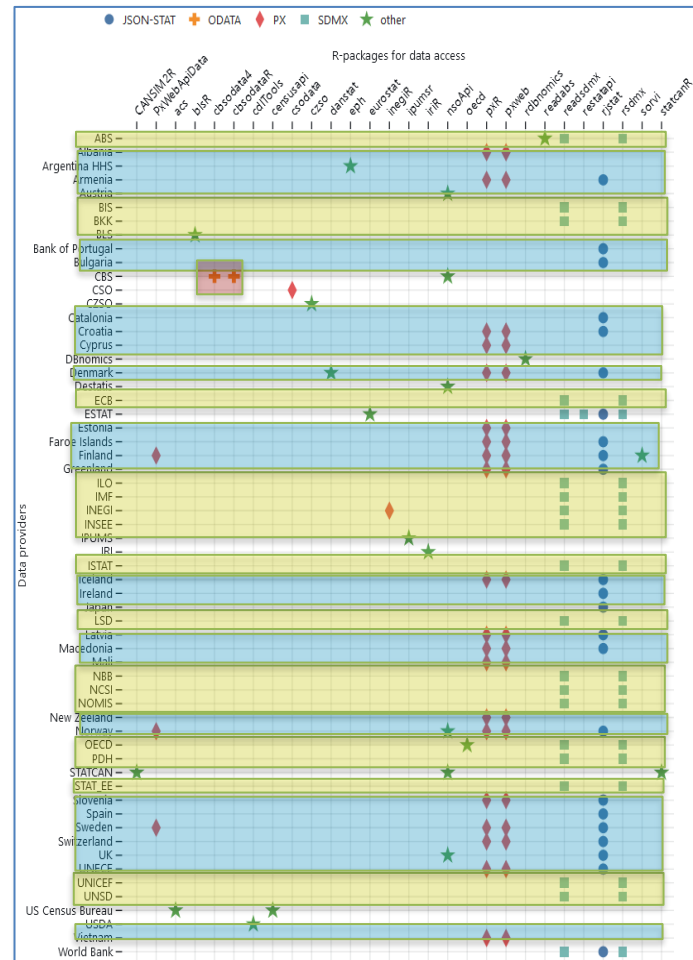 JSON-STAT ODATA PX SDMX other
R-packages for data access
CANSIM2R
PxWebApiData
acs
blsR
cbsodata4
cbsodataR
cdlTools
censusapi
csodata
czso
danstat
eph
eurostat
inegiR
ipumsr
iriR
nsoApi
oecd
pxR
pxweb
rdbnomics
readabs
readsdmx
restatapi
rjstat
rsdmx
sorvi
statcanR
Data providers
ABS
Albania
Argentina HHS
Armenia
Austria
BIS
BKK
BLS
Bank of Portugal
Bulgaria
CBS
CSO
CZSO
Catalonia
Croatia
Cyprus
DBnomics
Denmark
Destatis
ECB
ESTAT
Estonia
Faroe Islands
Finland
Greenland
ILO
IMF
INEGI
INSEE
IPUMS
IRI
ISTAT
Iceland
Ireland
Japan
LSD
Latvia
Macedonia
Mali
NBB
NCSI
NOMIS
New Zeeland
Norway
OECD
PDH
STATCAN
STAT_EE
Slovenia
Spain
Sweden
Switzerland
UK
UNECE
UNICEF
UNSD
US Census Bureau
USDA
Vietnam
World Bank